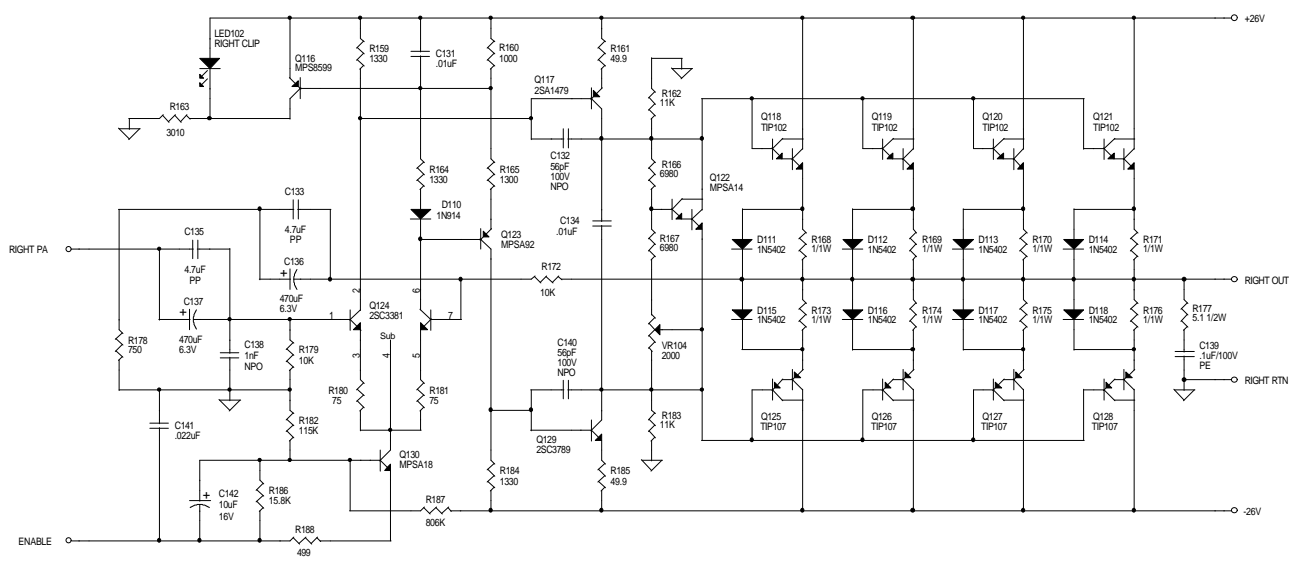 +26V
LED102
RIGHT CLIP
Q116
MPS8599
R159
1330
C131
.01uF
R160
1000
R161
49.9
Q117
2SA1479
R162
11K
R163
3010
Q118
TIP102
Q119
TIP102
Q120
TIP102
Q121
TIP102
C132
56pF
100V
NPO
R164
1330
R165
1300
R166
6980
Q122
MPSA14
D110
1N914
C133
4.7uF
PP
C134
.01uF
Q123
MPSA92
R167
6980
RIGHT PA
C135
4.7uF
PP
D111
1N5402
R168
1/1W
D112
1N5402
R169
1/1W
D113
1N5402
R170
1/1W
D114
1N5402
R171
1/1W
C136
+
470uF
6.3V
R172
10K
RIGHT OUT
2
6
C137
+
470uF
6.3V
1
Q124
2SC3381
7
D115
1N5402
R173
1/1W
D116
1N5402
R174
1/1W
D117
1N5402
R175
1/1W
D118
1N5402
R176
1/1W
R177
5.1 1/2W
R178
750
C138
1nF
NPO
R179
10K
Sub
3
4
5
C140
56pF
100V
NPO
VR104
2000
C139
.1uF/100V
PE
RIGHT RTN
R180
75
R181
75
C141
.022uF
R182
115K
Q129
2SC3789
R183
11K
Q125
TIP107
Q126
TIP107
Q127
TIP107
Q128
TIP107
Q130
MPSA18
R184
1330
R185
49.9
C142
10uF
16V
+
R186
15.8K
R187
806K
-26V
R188
499
ENABLE